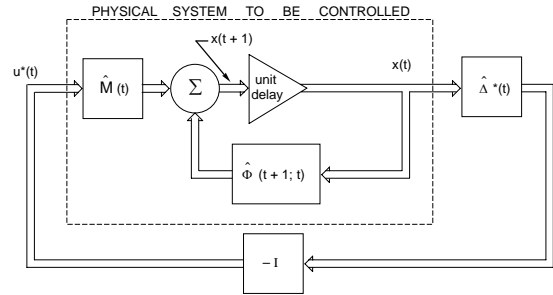 PHYSICAL SYSTEM TO BE CONTROLLED
x(t + 1)
u*(t)
x(t)
M̂ (t)
Σ
unit
delay
Δ̂ *(t)
Φ̂ (t + 1; t)
– I